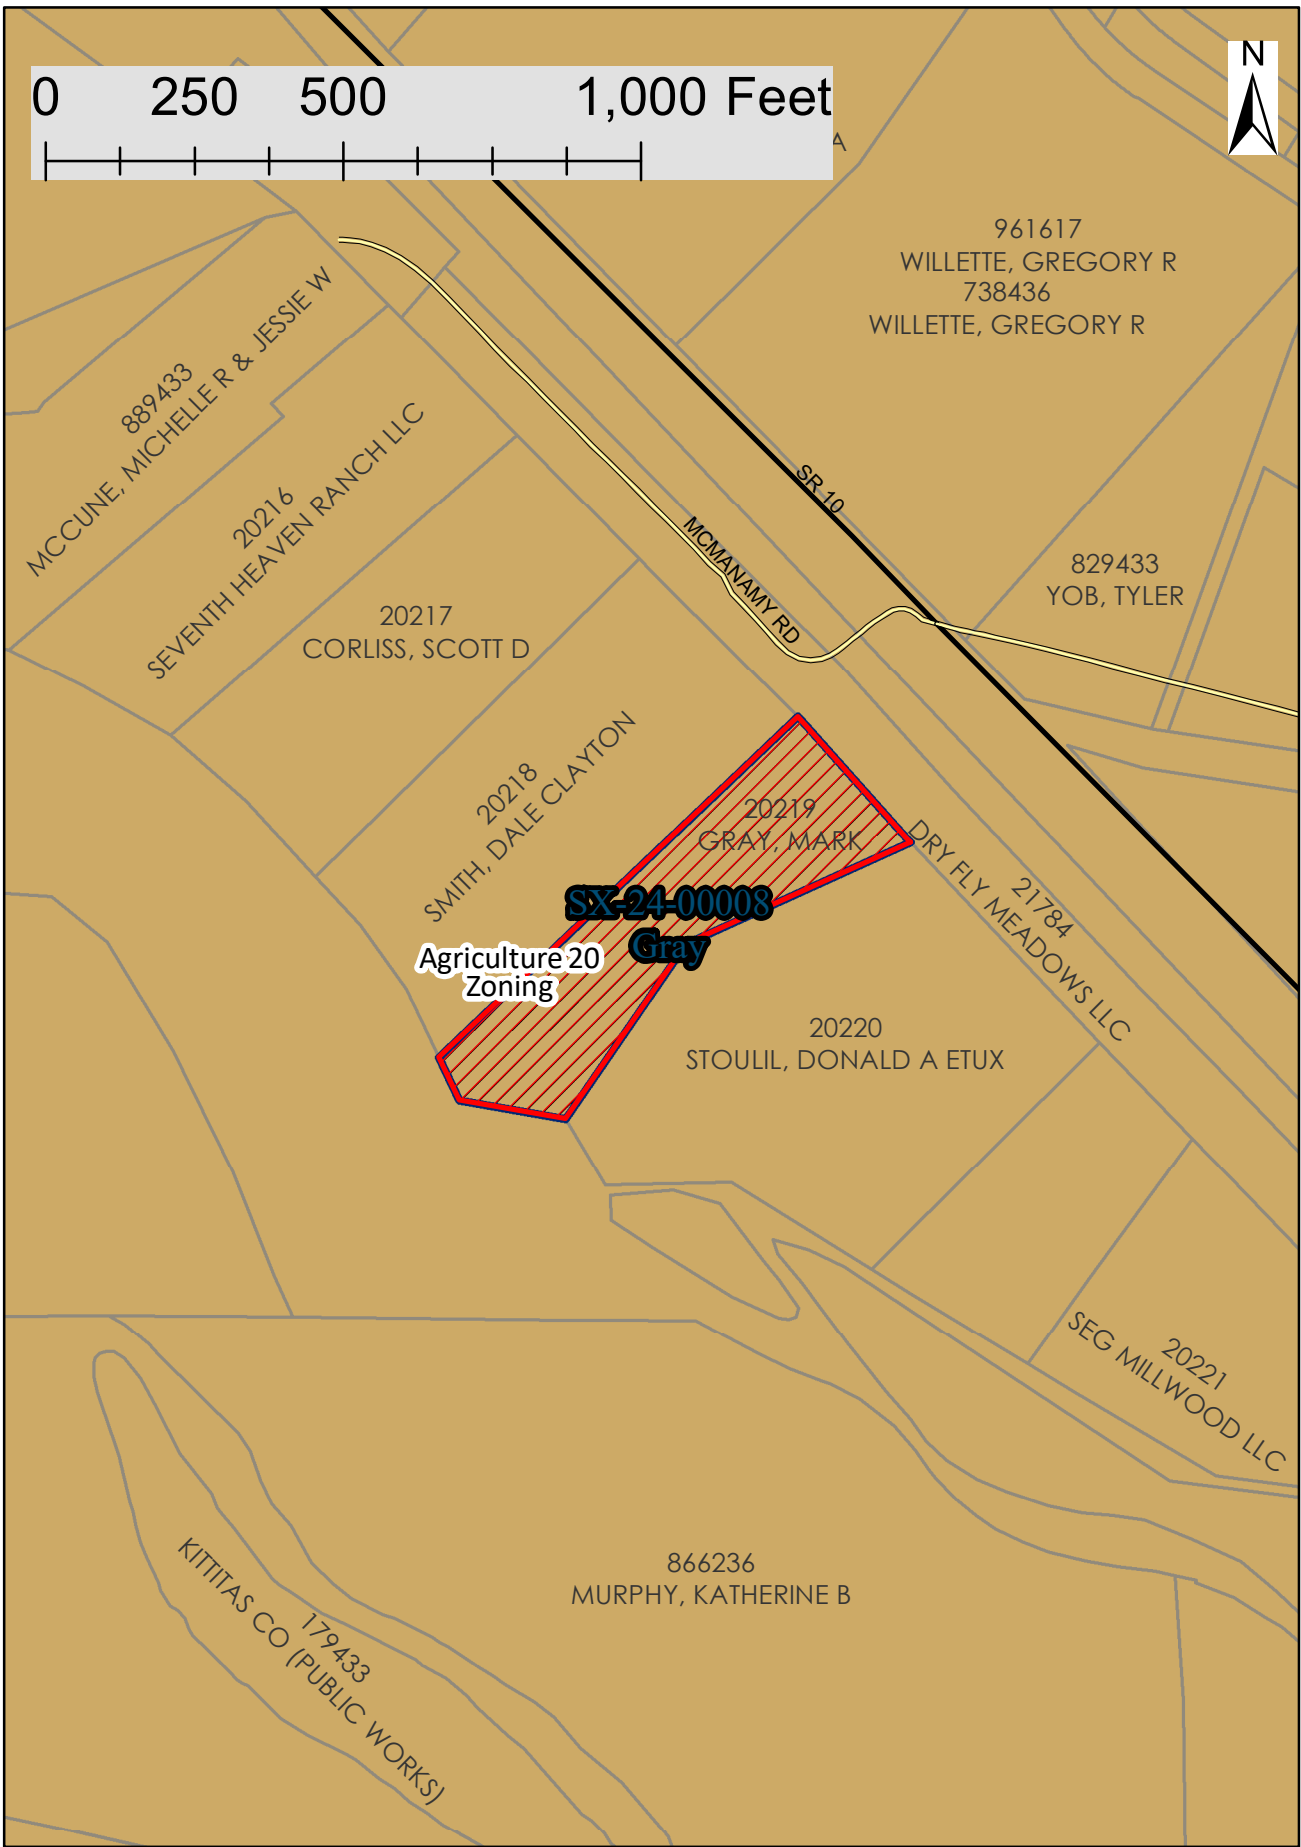 0 250 500 1,000 Feet
N
A
961617
WILLETTE, GREGORY R
738436
WILLETTE, GREGORY R
889433
MCCUNE, MICHELLE R & JESSIE W
20216
SEVENTH HEAVEN RANCH LLC
SR 10
MCMANAMY RD
829433
YOB, TYLER
20217
CORLISS, SCOTT D
20218
SMITH, DALE CLAYTON
20219
GRAY, MARK
SX-24-00008
Gray
Agriculture 20
Zoning
21784
DRY FLY MEADOWS LLC
20220
STOULIL, DONALD A ETUX
20221
SEG MILLWOOD LLC
866236
MURPHY, KATHERINE B
179433
KITTITAS CO (PUBLIC WORKS)